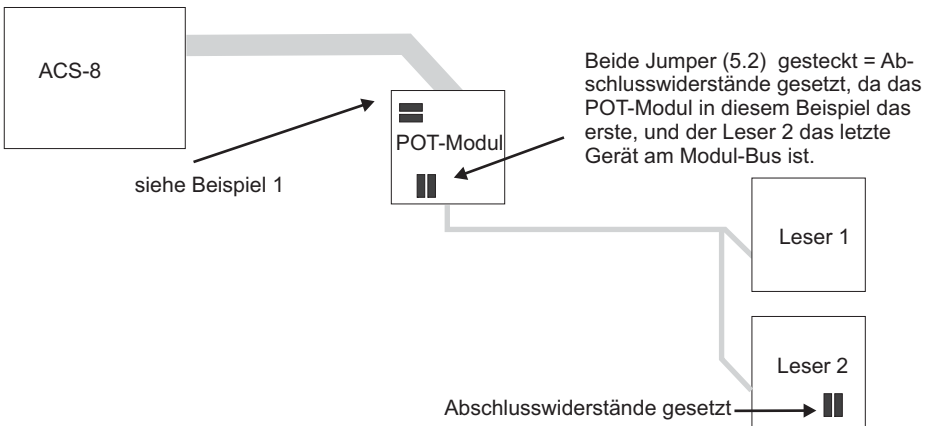 ACS-8
Beide Jumper (5.2) gesteckt = Ab-
schlusswiderstände gesetzt, da das
POT-Modul in diesem Beispiel das
erste, und der Leser 2 das letzte
Gerät am Modul-Bus ist.
POT-Modul
siehe Beispiel 1
Leser 1
Leser 2
Abschlusswiderstände gesetzt